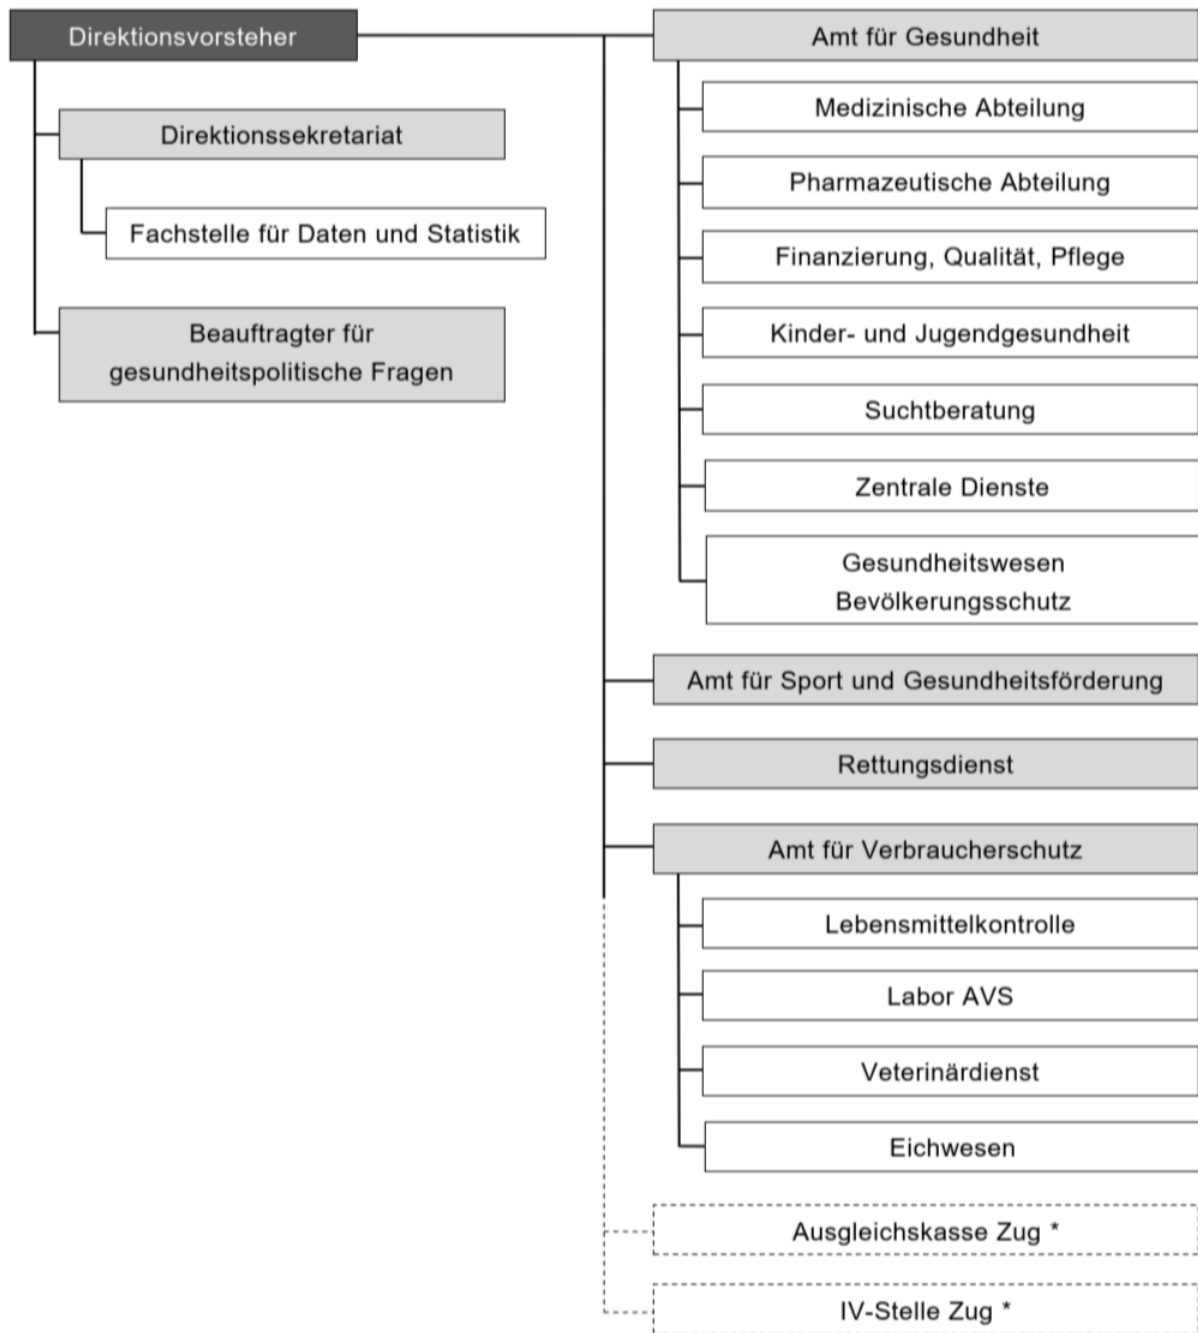 Direktionsvorsteher
Direktionssekretariat
Fachstelle für Daten und Statistik
Beauftragter für
gesundheitspolitische Fragen
Amt für Gesundheit
Medizinische Abteilung
Pharmazeutische Abteilung
Finanzierung, Qualität, Pflege
Kinder- und Jugendgesundheit
Suchtberatung
Zentrale Dienste
Gesundheitswesen
Bevölkerungsschutz
Amt für Sport und Gesundheitsförderung
Rettungsdienst
Amt für Verbraucherschutz
Lebensmittelkontrolle
Labor AVS
Veterinärdienst
Eichwesen
Ausgleichskasse Zug *
IV-Stelle Zug *